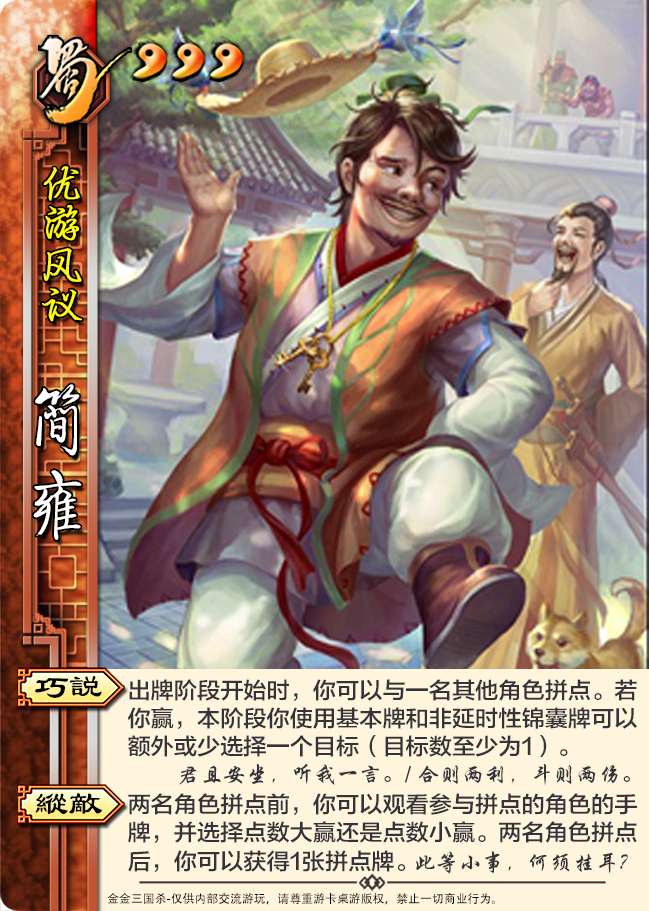 蜀
999
优游风议
简雍
巧説
出牌阶段开始时，你可以与一名其他角色拼点。若
你赢，本阶段你使用基本牌和非延时性锦囊牌可以
额外或少选择一个目标（目标数至少为1）。
君且安坐，听我一言。/合则两利，斗则两伤。
縱敵
两名角色拼点前，你可以观看参与拼点的角色的手
牌，并选择点数大赢还是点数小赢。两名角色拼点
后，你可以获得1张拼点牌。此等小事，何须挂耳？
金金三国杀-仅供内部交流游玩，请尊重游卡桌游版权，禁止一切商业行为。